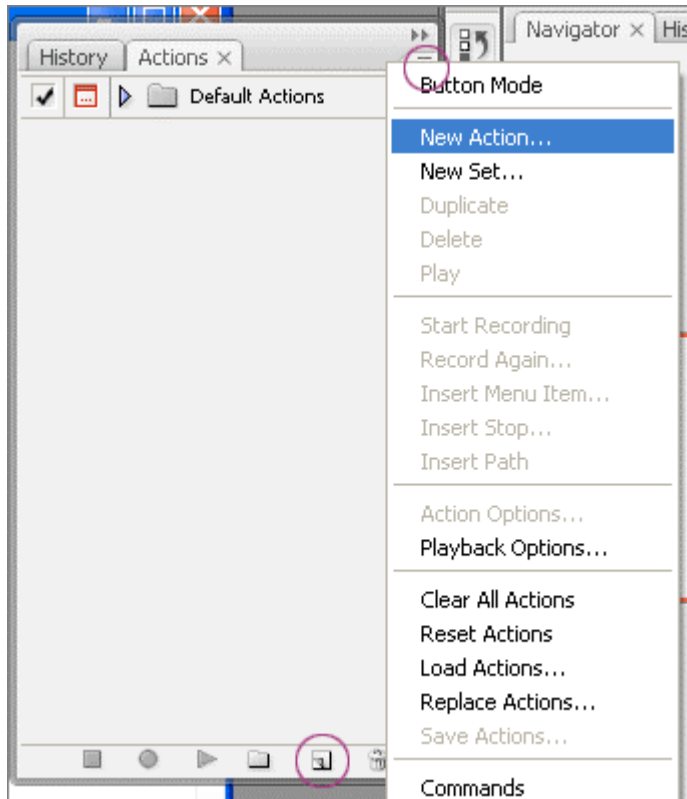 Navigator × His
History Actions ×
Default Actions
Button Mode
New Action...
New Set...
Duplicate
Delete
Play
Start Recording
Record Again...
Insert Menu Item...
Insert Stop...
Insert Path
Action Options...
Playback Options...
Clear All Actions
Reset Actions
Load Actions...
Replace Actions...
Save Actions...
Commands